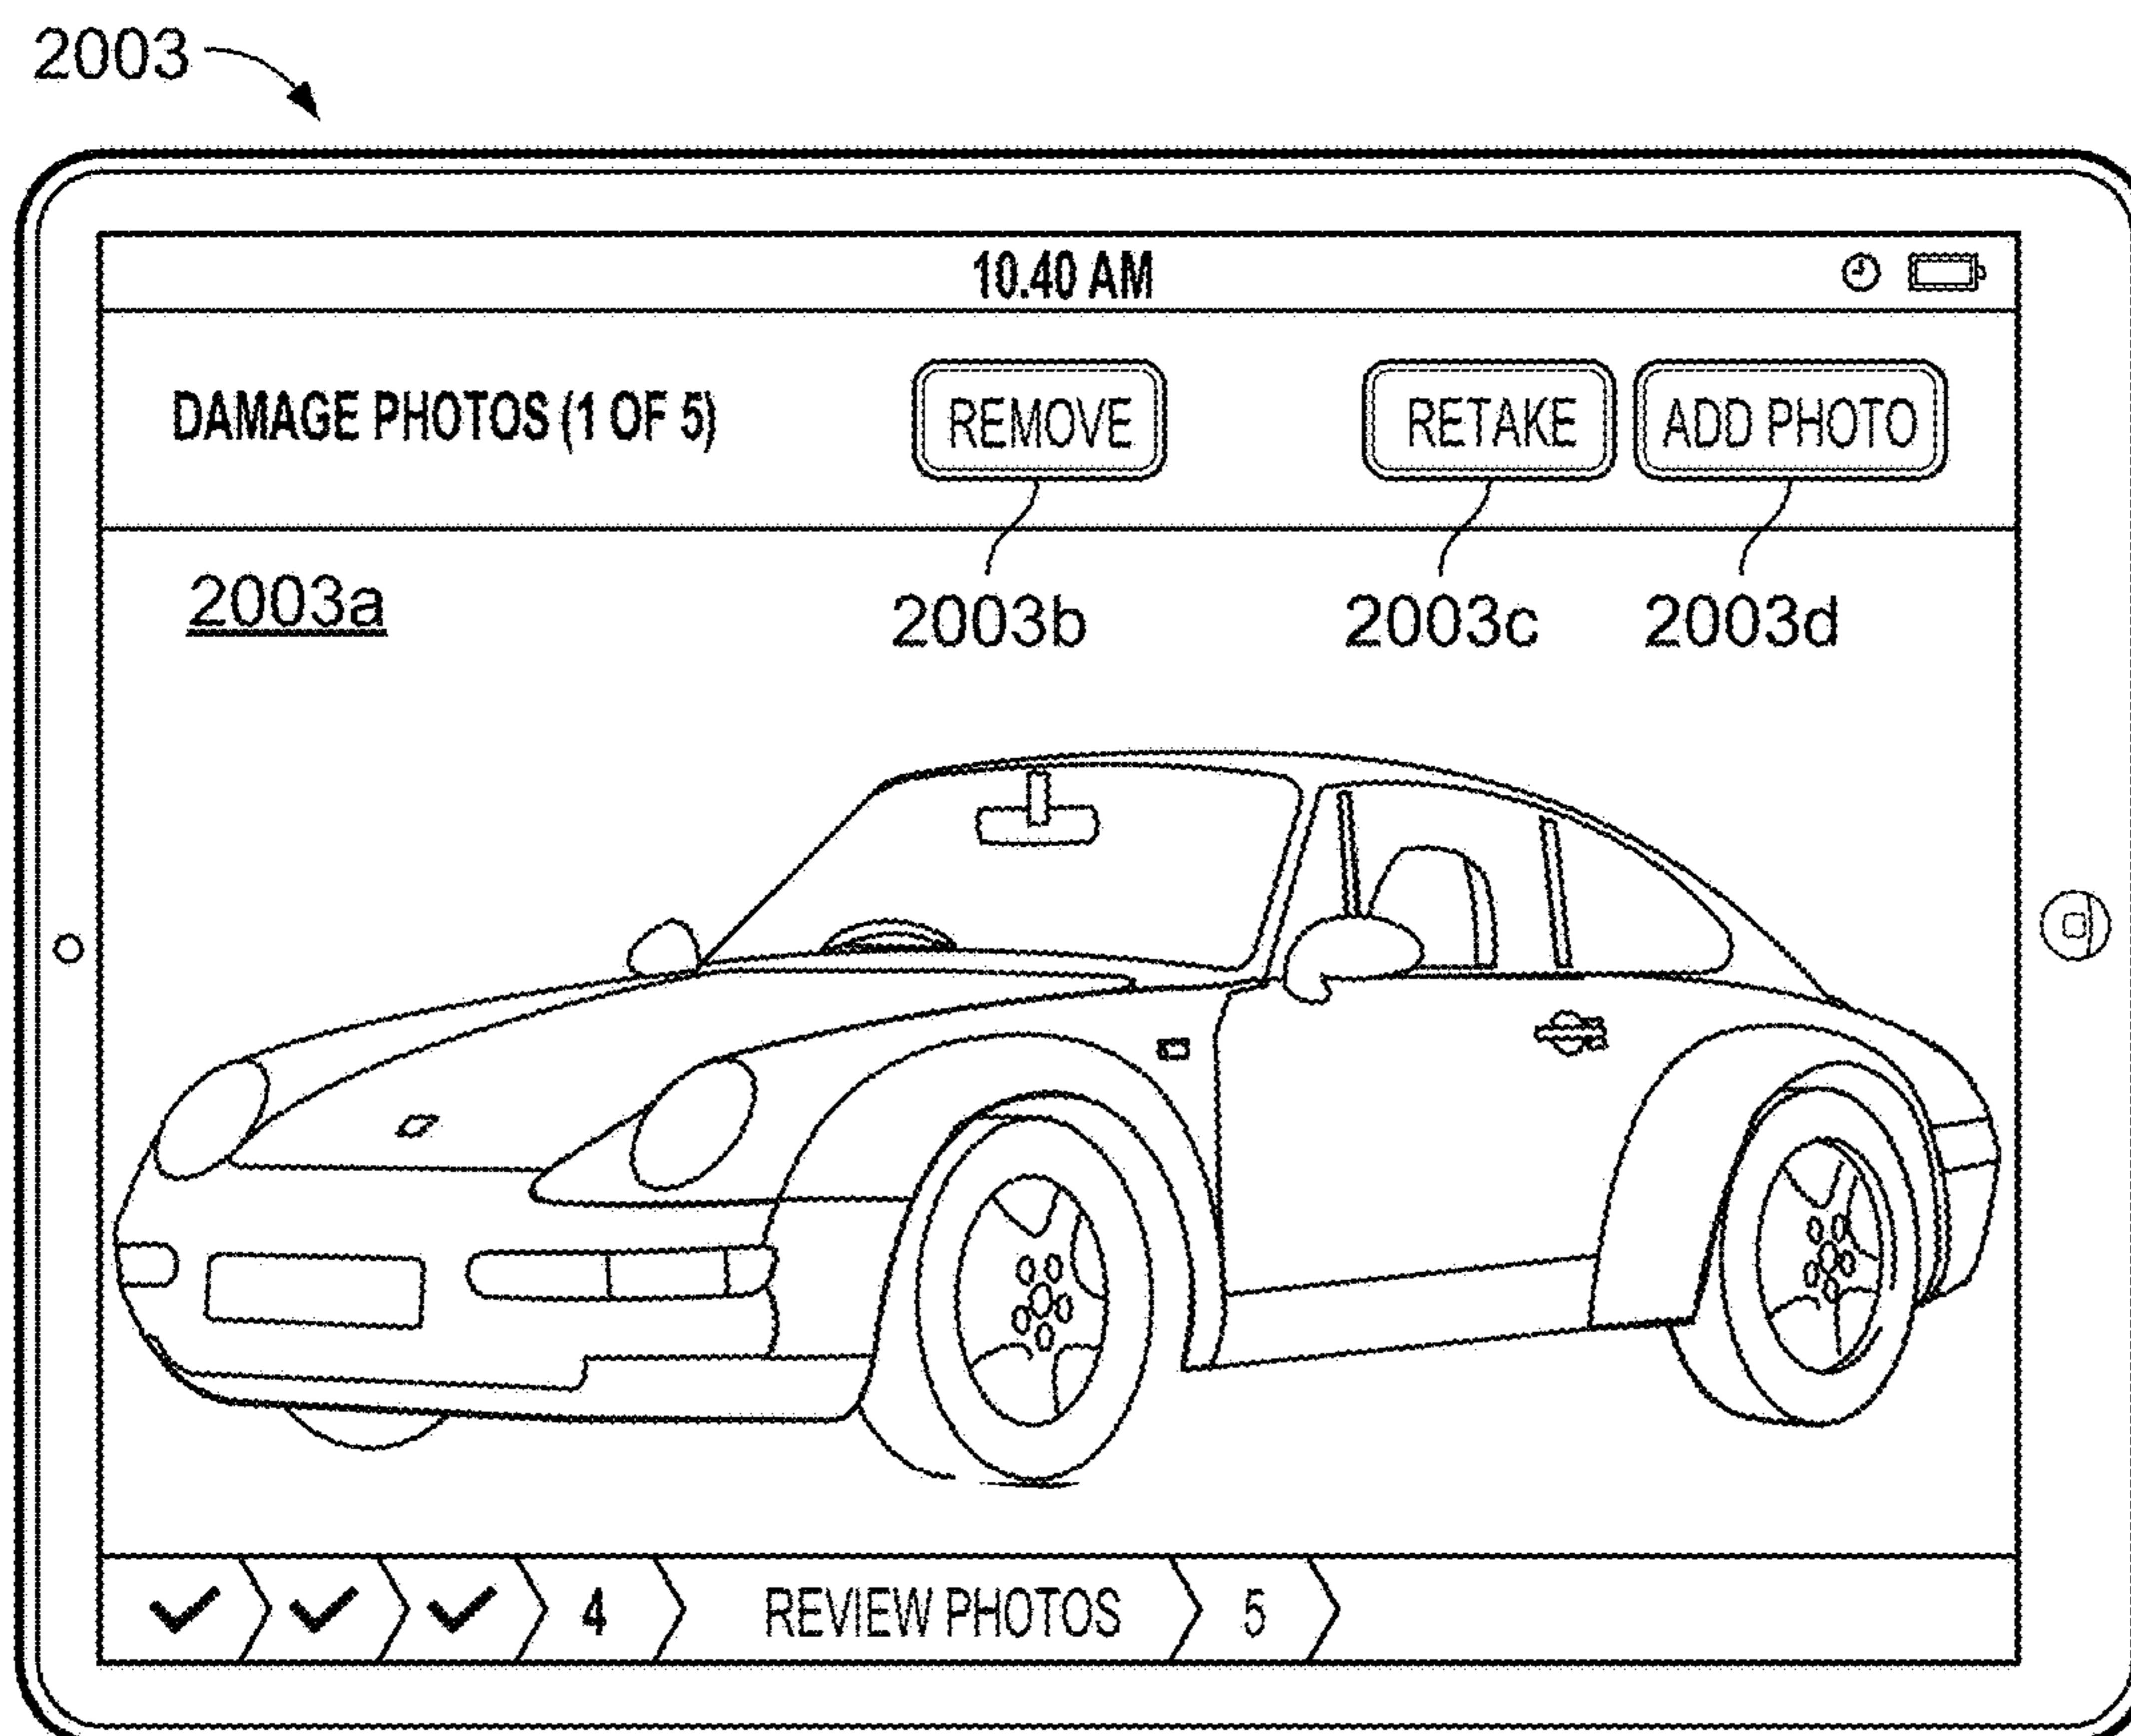 2003
10.40 AM
DAMAGE PHOTOS (1 OF 5) REMOVE RETAKE ADD PHOTO
2003a 2003b 2003c 2003d
4 REVIEW PHOTOS 5